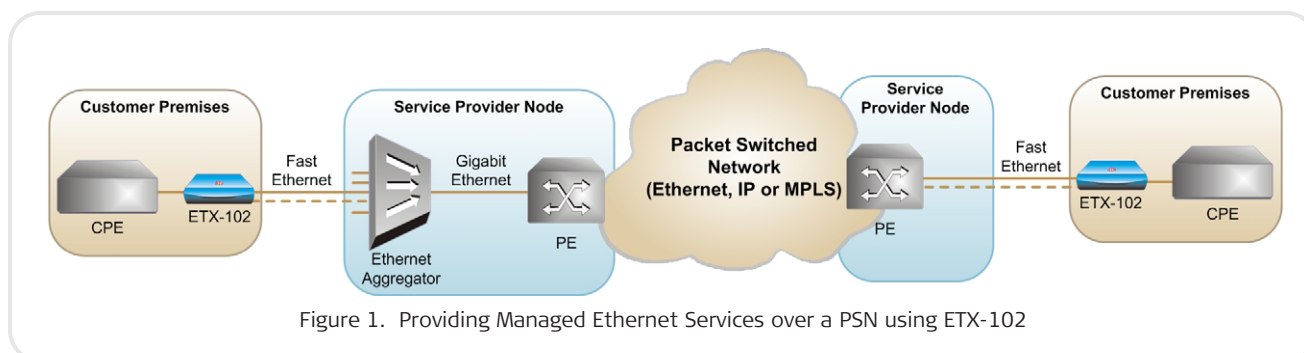 Customer Premises
CPE
ETX-102
Fast
Ethernet
Service Provider Node
Ethernet
Aggregator
Gigabit
Ethernet
PE
Packet Switched
Network
(Ethernet, IP or MPLS)
Service
Provider Node
PE
Fast
Ethernet
Customer Premises
ETX-102
CPE
Figure 1. Providing Managed Ethernet Services over a PSN using ETX-102